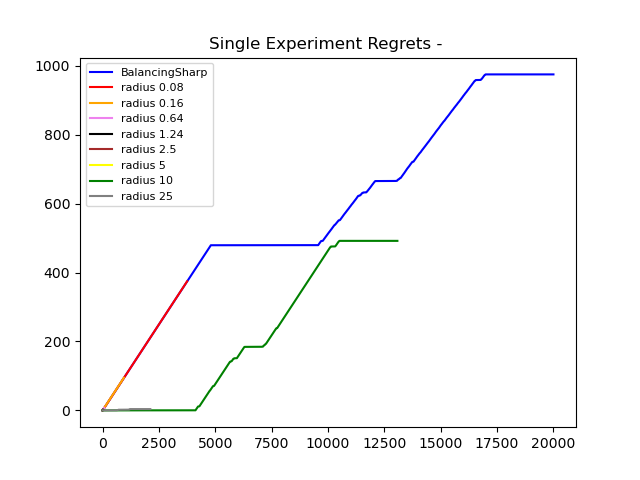 Single Experiment Regrets -
1000
800
600
400
200
0
BalancingSharp
radius 0.08
radius 0.16
radius 0.64
radius 1.24
radius 2.5
radius 5
radius 10
radius 25
0 2500 5000 7500 10000 12500 15000 17500 20000